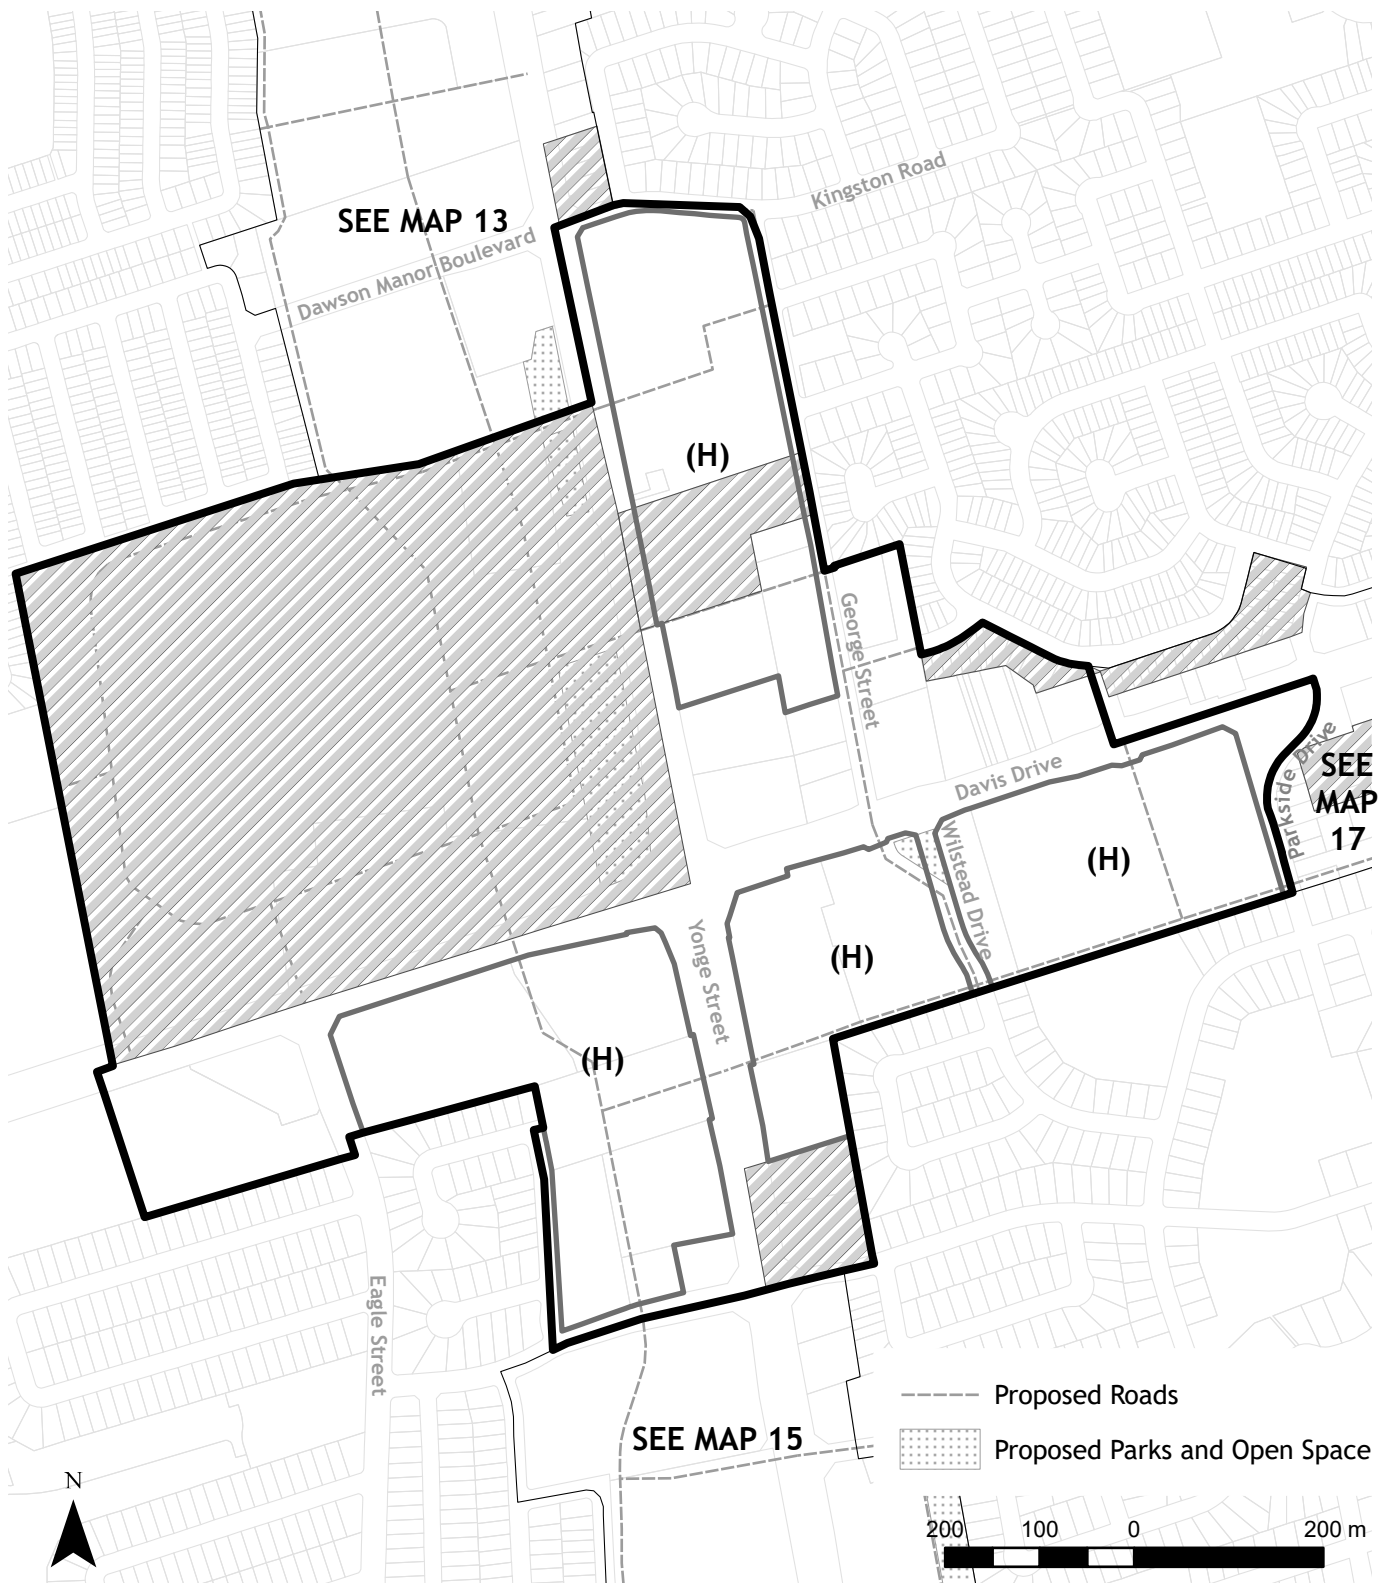 Kingston Road
SEE MAP 13
Dawson Manor Boulevard
(H)
George Street
Davis Drive
Parkside Drive
SEE
MAP
17
Wilstead Drive
(H)
(H)
Yonge Street
(H)
Eagle Street
SEE MAP 15
Proposed Roads
Proposed Parks and Open Space
N
200 100 0 200 m